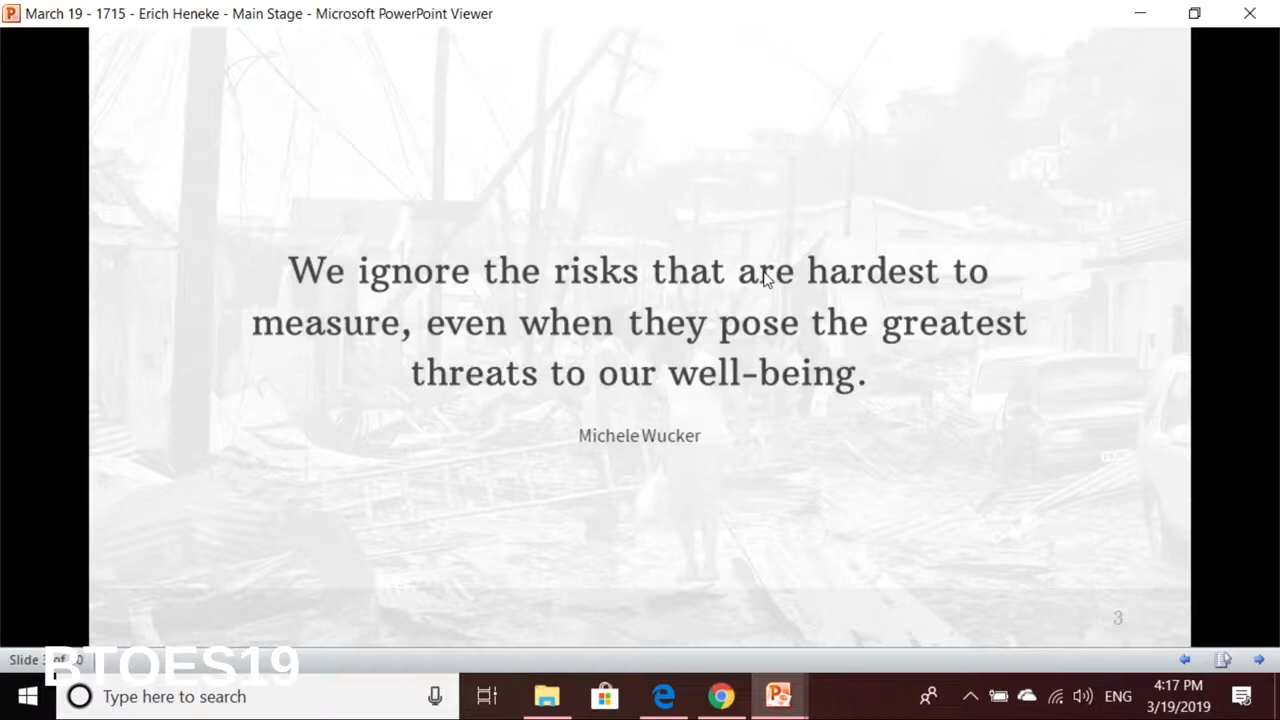 March 19 - 1715 - Erich Heneke - Main Stage - Microsoft PowerPoint Viewer
We ignore the risks that are hardest to
measure, even when they pose the greatest
threats to our well-being.
Michele Wucker
3
Slide of
BTOES19
Type here to search
ENG
4:17 PM
3/19/2019